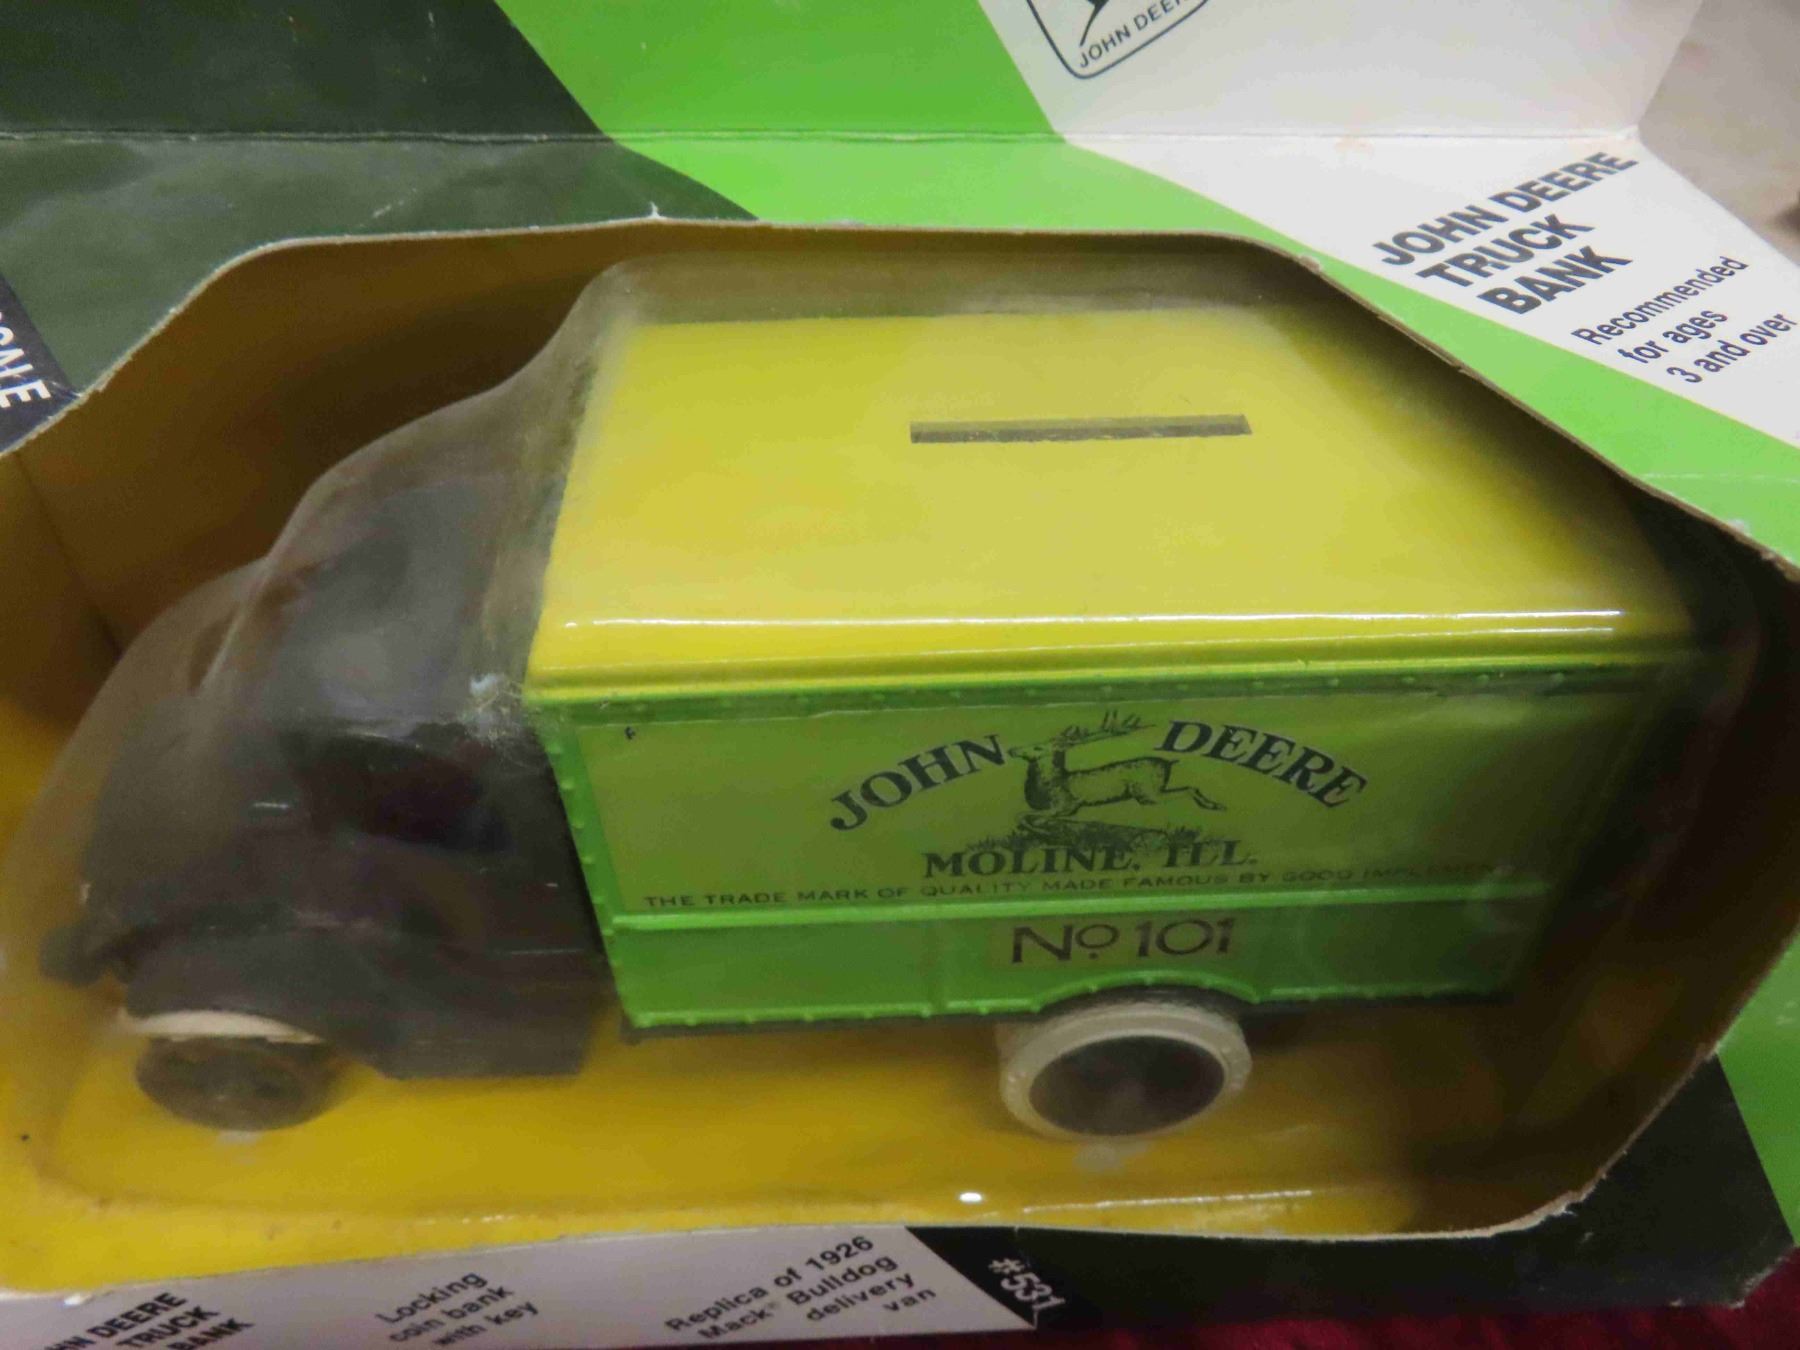 JOHN DEERE
JOHN DEERE
TRUCK
BANK
Recommended
for ages
3 and over
JOHN DEERE
MOLINE, ILL.
THE TRADE MARK OF QUALITY MADE FAMOUS BY GOOD
No 101
DEERE
TRUCK
BANK
Locking
coin bank
with key
Replica of 1926
Mack® Bulldog
delivery
van
#531